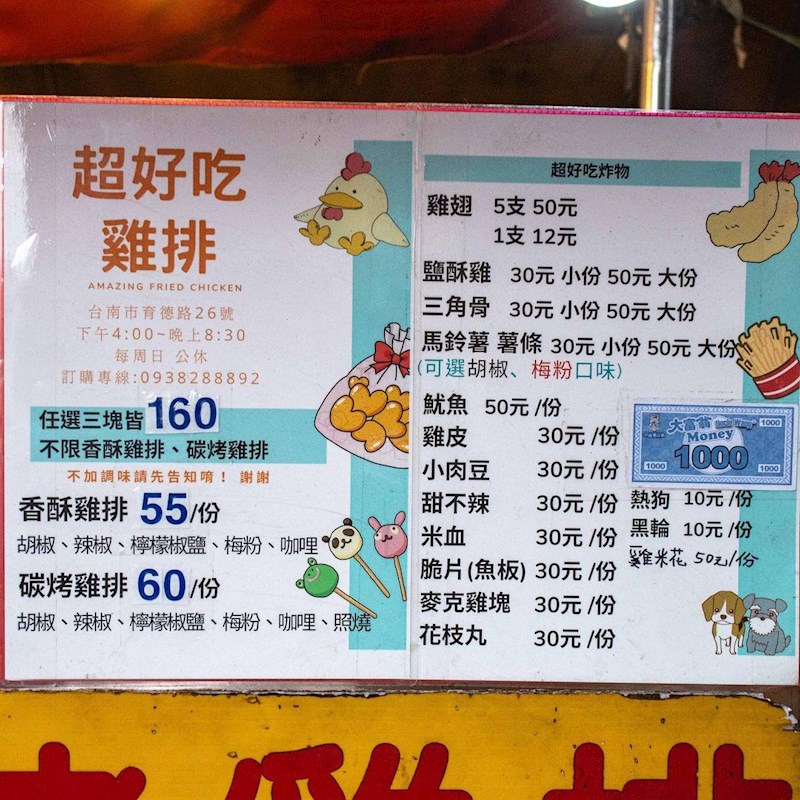 超好吃
雞排
AMAZING FRIED CHICKEN
台南市育德路26號
下午4:00~晚上8:30
每周日 公休
訂購專線:0938288892
任選三塊皆160
不限香酥雞排、碳烤雞排
不加調味請先告知唷! 謝謝
香酥雞排 55/份
胡椒、辣椒、檸檬椒鹽、梅粉、咖哩
碳烤雞排 60/份
胡椒、辣椒、檸檬椒鹽、梅粉、咖哩、照燒
超好吃炸物
雞翅 5支 50元
1支 12元
鹽酥雞 30元 小份 50元 大份
三角骨 30元 小份 50元 大份
馬鈴薯 薯條 30元 小份 50元 大份
(可選胡椒、梅粉口味)
魷魚 50元 /份
雞皮 30元 /份
小肉豆 30元 /份
甜不辣 30元 /份
米血 30元 /份
脆片(魚板) 30元 /份
麥克雞塊 30元 /份
花枝丸 30元 /份
大富翁
Money
1000
1000
1000
1000
熱狗 10元 /份
黑輪 10元 /份
雞米花 50元/份
雞排